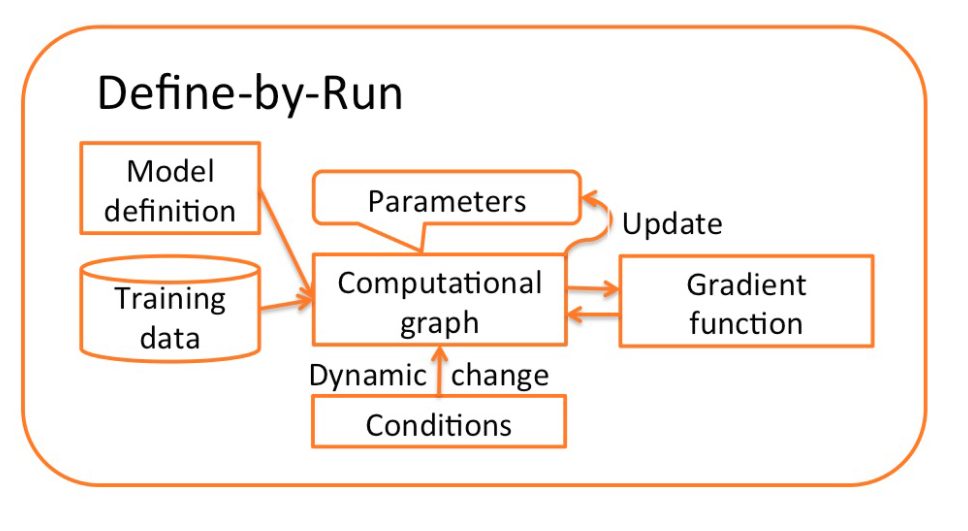 Define-by-Run
Model
definition
Parameters
Update
Training
data
Computational
graph
Gradient
function
Dynamic change
Conditions